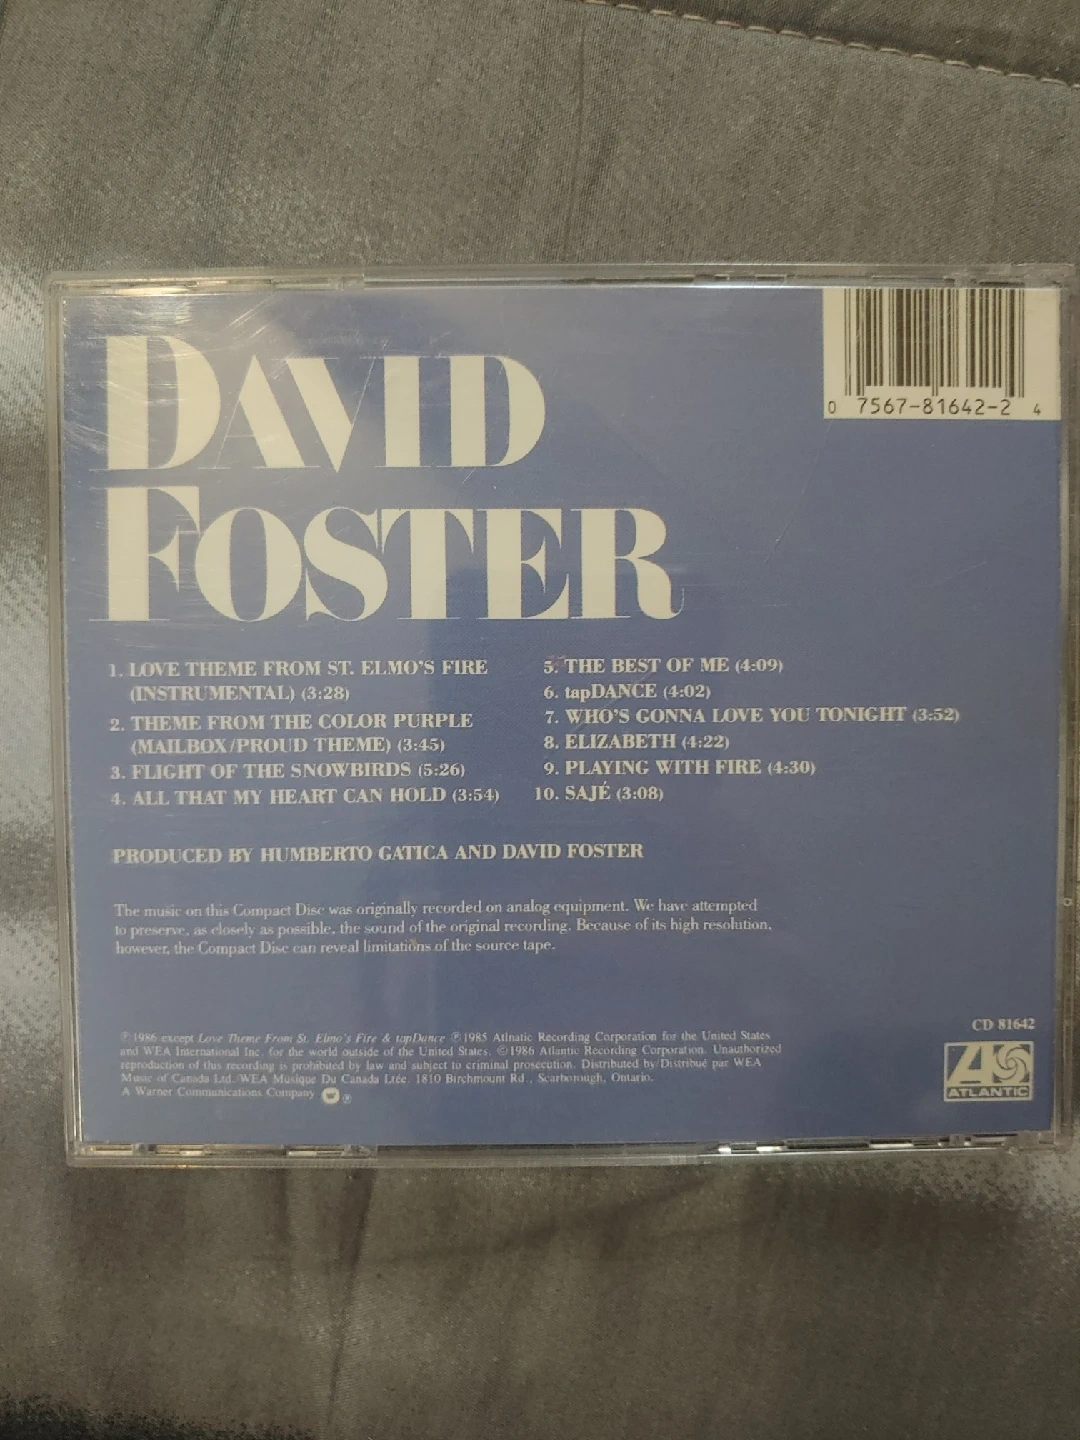 DAVID
FOSTER
0 7567-81642-2 4
1. LOVE THEME FROM ST. ELMO'S FIRE
(INSTRUMENTAL) (3:28)
2. THEME FROM THE COLOR PURPLE
(MAILBOX/PROUD THEME) (3:45)
3. FLIGHT OF THE SNOWBIRDS (5:26)
4. ALL THAT MY HEART CAN HOLD (3:54)
5. THE BEST OF ME (4:09)
6. tapDANCE (4:02)
7. WHO'S GONNA LOVE YOU TONIGHT (3:52)
8. ELIZABETH (4:22)
9. PLAYING WITH FIRE (4:30)
10. SAJÉ (3:08)
PRODUCED BY HUMBERTO GATICA AND DAVID FOSTER
The music on this Compact Disc was originally recorded on analog equipment. We have attempted
to preserve, as closely as possible, the sound of the original recording. Because of its high resolution,
however, the Compact Disc can reveal limitations of the source tape.
℗ 1986 except Love Theme From St. Elmo's Fire & tapDance ℗ 1985 Atlnatic Recording Corporation for the United States
and WEA International Inc. for the world outside of the United States. © 1986 Atlantic Recording Corporation. Unauthorized
reproduction of this recording is prohibited by law and subject to criminal prosecution. Distributed by/Distribué par WEA
Music of Canada Ltd./WEA Musique Du Canada Ltée. 1810 Birchmount Rd., Scarborough, Ontario.
A Warner Communications Company W ®
CD 81642
ATLANTIC